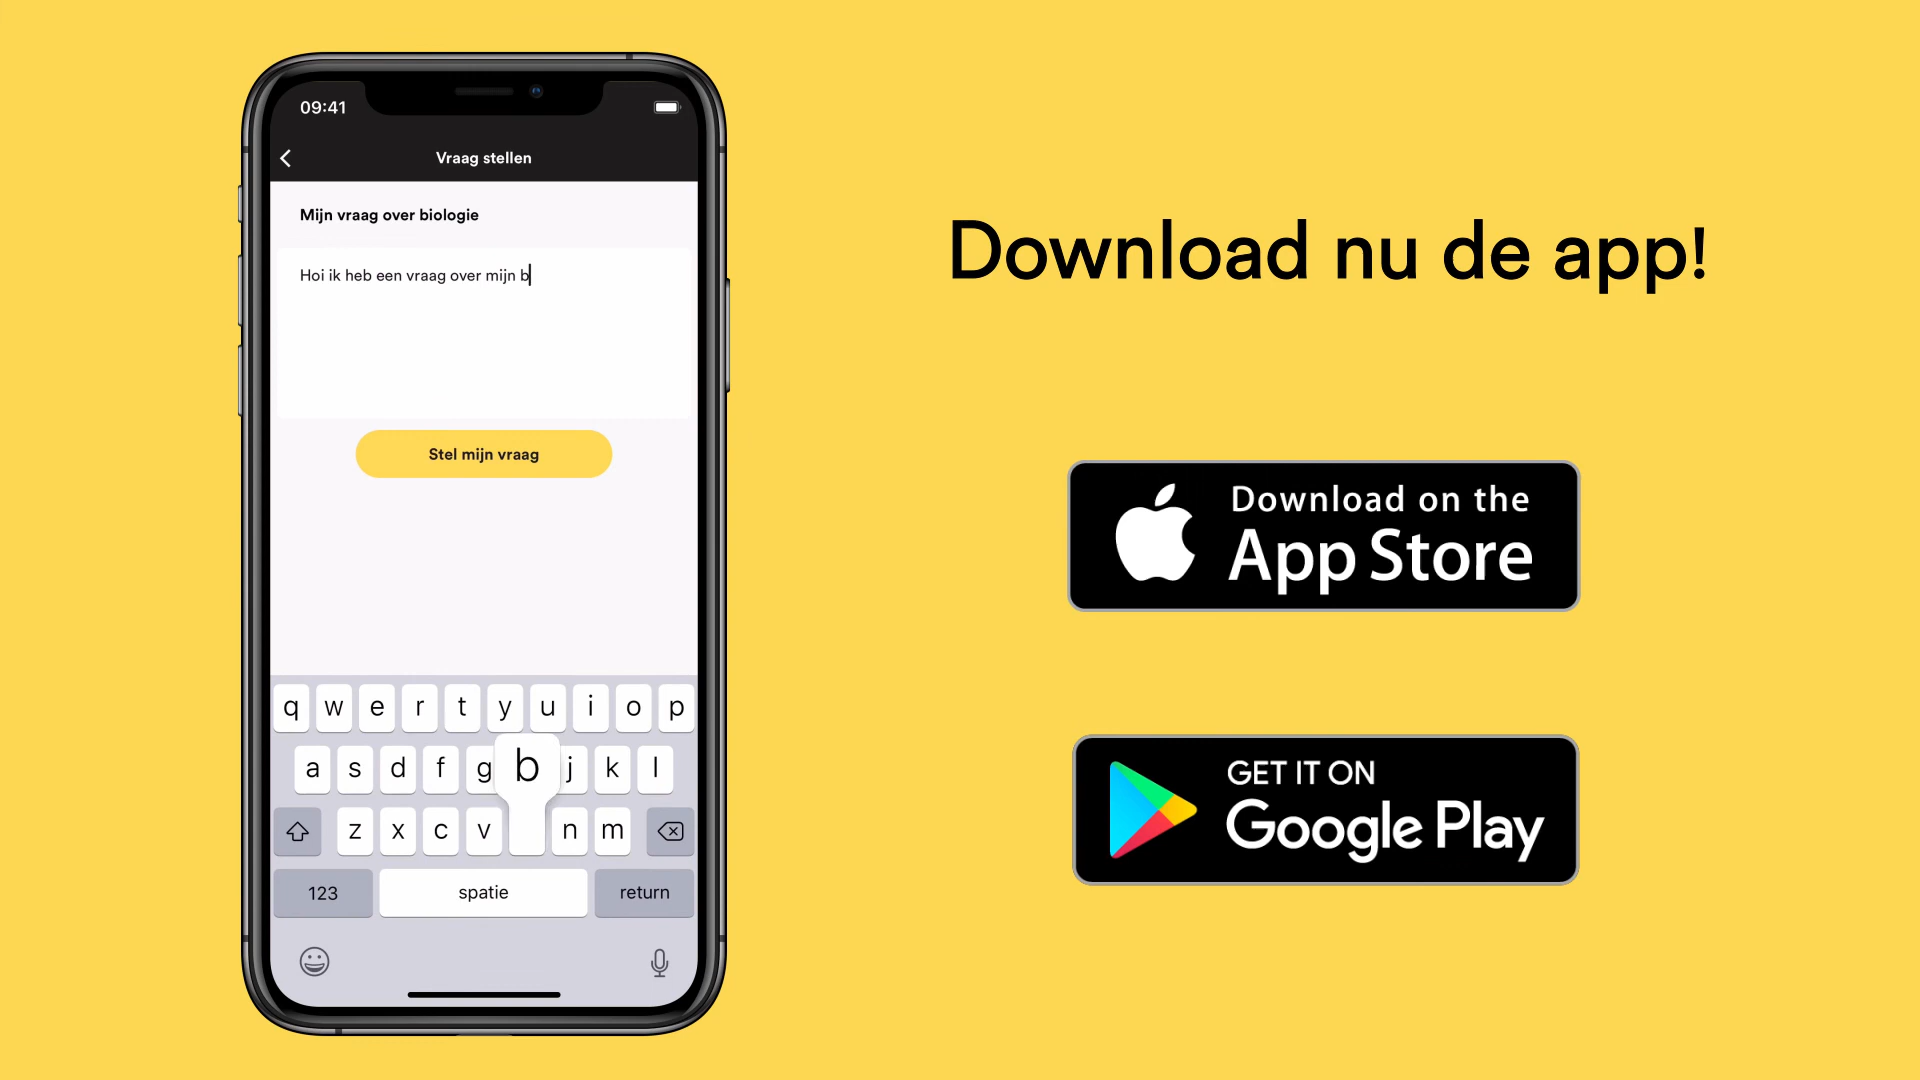 09:41
Vraag stellen
Mijn vraag over biologie
Hoi ik heb een vraag over mijn b
Stel mijn vraag
q w e r t y u i o p
a s d f g b j k l
z x c v n m
123 spatie return
Download nu de app!
Download on the
App Store
GET IT ON
Google Play